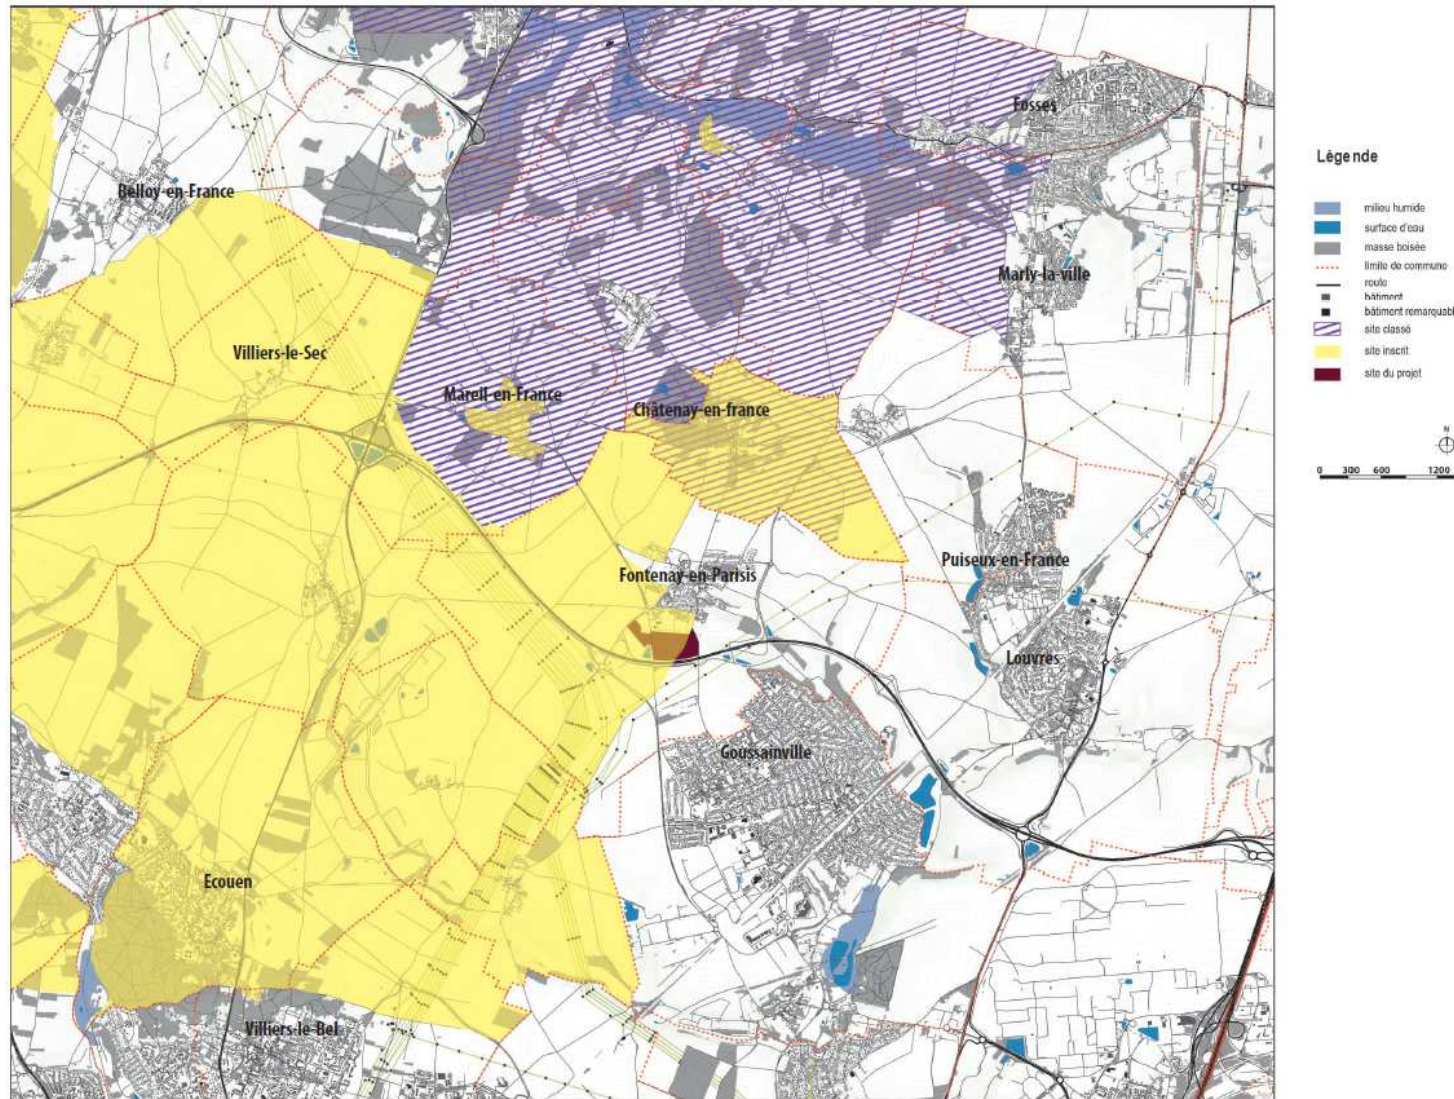 Fosses
Belloy-en-France
Marly-la-ville
Villiers-le-Sec
Mareil-en-France
Châtenay-en-france
Fontenay-en-Parisis
Puiseux-en-France
Louvres
Goussainville
Ecouen
Villiers-le-Bel
Légende
milieu humide
surface d'eau
masse boisée
limite de commune
route
bâtiment
bâtiment remarquabl
site classé
site inscrit
site du projet
N
0 300 600 1200